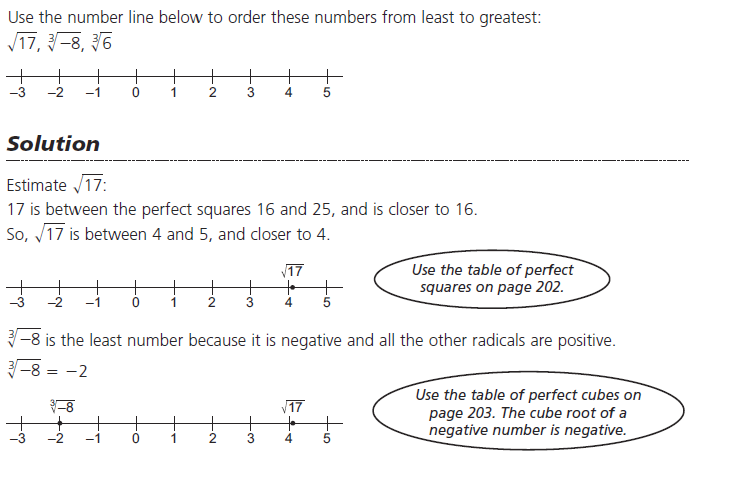 Use the number line below to order these numbers from least to greatest:
√17, ∛−8, ∛6
−3 −2 −1 0 1 2 3 4 5
Solution
Estimate √17:
17 is between the perfect squares 16 and 25, and is closer to 16.
So, √17 is between 4 and 5, and closer to 4.
√17
−3 −2 −1 0 1 2 3 4 5
Use the table of perfect
squares on page 202.
∛−8 is the least number because it is negative and all the other radicals are positive.
∛−8 = −2
∛−8 √17
−3 −2 −1 0 1 2 3 4 5
Use the table of perfect cubes on
page 203. The cube root of a
negative number is negative.